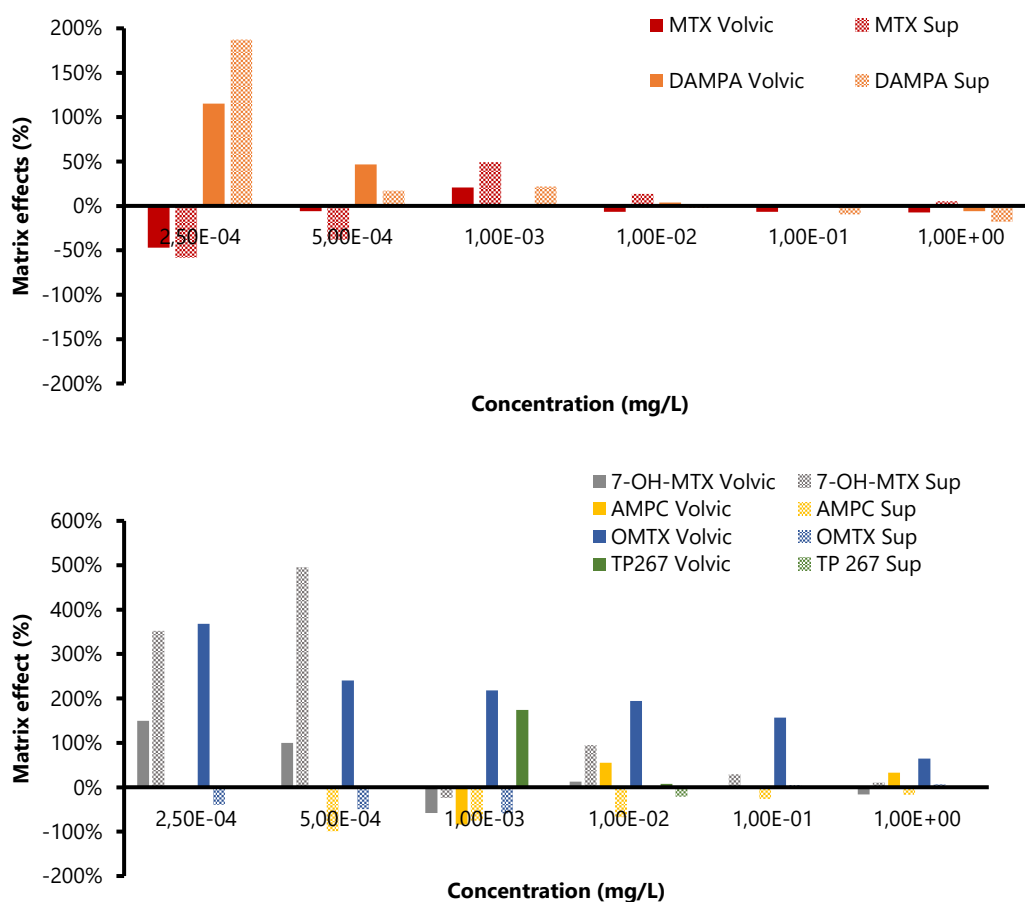 MTX Volvic MTX Sup
DAMPA Volvic DAMPA Sup
200%
150%
100%
50%
0%
-50%
-100%
-150%
-200%
Matrix effects (%)
2,50E-04 5,00E-04 1,00E-03 1,00E-02 1,00E-01 1,00E+00
Concentration (mg/L)
7-OH-MTX Volvic 7-OH-MTX Sup
AMPC Volvic AMPC Sup
OMTX Volvic OMTX Sup
TP267 Volvic TP 267 Sup
600%
500%
400%
300%
200%
100%
0%
-100%
-200%
Matrix effect (%)
2,50E-04 5,00E-04 1,00E-03 1,00E-02 1,00E-01 1,00E+00
Concentration (mg/L)